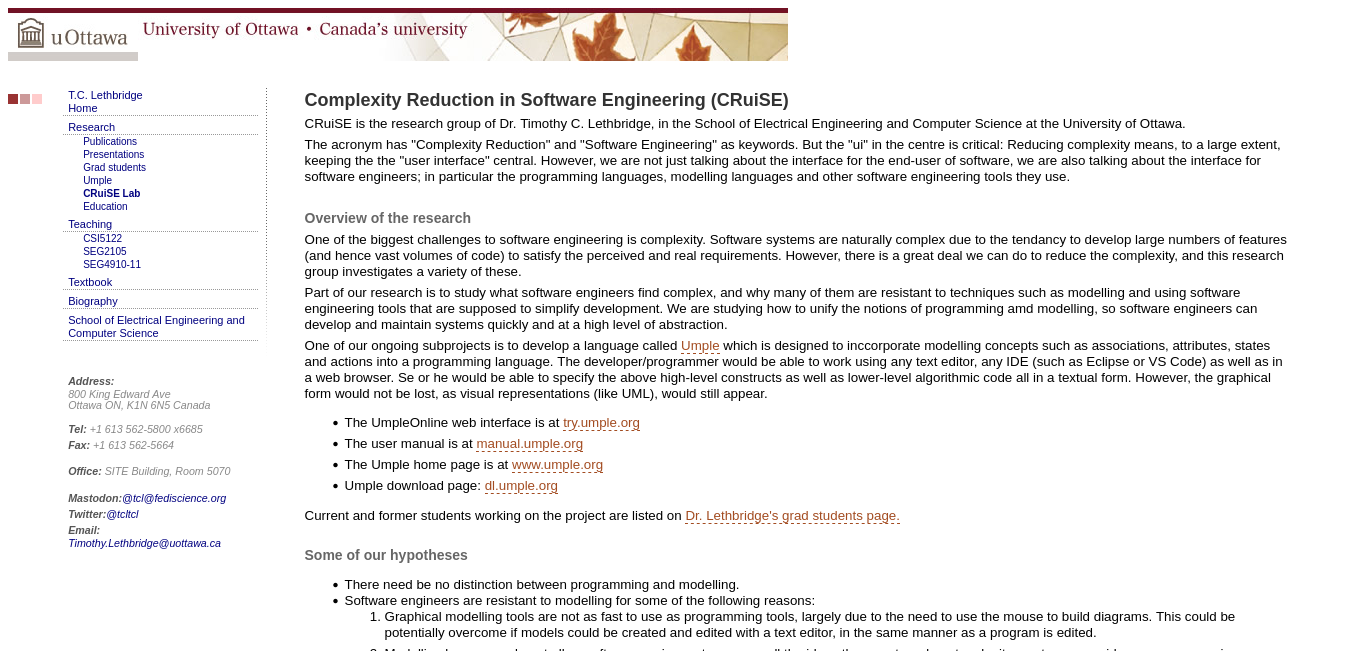 uOttawa
University of Ottawa • Canada's university
T.C. Lethbridge
Home
Research
Publications
Presentations
Grad students
Umple
CRuiSE Lab
Education
Teaching
CSI5122
SEG2105
SEG4910-11
Textbook
Biography
School of Electrical Engineering and
Computer Science
Address:
800 King Edward Ave
Ottawa ON, K1N 6N5 Canada
Tel: +1 613 562-5800 x6685
Fax: +1 613 562-5664
Office: SITE Building, Room 5070
Mastodon:@tcl@fediscience.org
Twitter:@tcltcl
Email:
Timothy.Lethbridge@uottawa.ca
Complexity Reduction in Software Engineering (CRuiSE)
CRuiSE is the research group of Dr. Timothy C. Lethbridge, in the School of Electrical Engineering and Computer Science at the University of Ottawa.
The acronym has "Complexity Reduction" and "Software Engineering" as keywords. But the "ui" in the centre is critical: Reducing complexity means, to a large extent,
keeping the the "user interface" central. However, we are not just talking about the interface for the end-user of software, we are also talking about the interface for
software engineers; in particular the programming languages, modelling languages and other software engineering tools they use.
Overview of the research
One of the biggest challenges to software engineering is complexity. Software systems are naturally complex due to the tendancy to develop large numbers of features
(and hence vast volumes of code) to satisfy the perceived and real requirements. However, there is a great deal we can do to reduce the complexity, and this research
group investigates a variety of these.
Part of our research is to study what software engineers find complex, and why many of them are resistant to techniques such as modelling and using software
engineering tools that are supposed to simplify development. We are studying how to unify the notions of programming amd modelling, so software engineers can
develop and maintain systems quickly and at a high level of abstraction.
One of our ongoing subprojects is to develop a language called Umple which is designed to inccorporate modelling concepts such as associations, attributes, states
and actions into a programming language. The developer/programmer would be able to work using any text editor, any IDE (such as Eclipse or VS Code) as well as in
a web browser. Se or he would be able to specify the above high-level constructs as well as lower-level algorithmic code all in a textual form. However, the graphical
form would not be lost, as visual representations (like UML), would still appear.
• The UmpleOnline web interface is at try.umple.org
• The user manual is at manual.umple.org
• The Umple home page is at www.umple.org
• Umple download page: dl.umple.org
Current and former students working on the project are listed on Dr. Lethbridge's grad students page.
Some of our hypotheses
• There need be no distinction between programming and modelling.
• Software engineers are resistant to modelling for some of the following reasons:
1. Graphical modelling tools are not as fast to use as programming tools, largely due to the need to use the mouse to build diagrams. This could be
potentially overcome if models could be created and edited with a text editor, in the same manner as a program is edited.